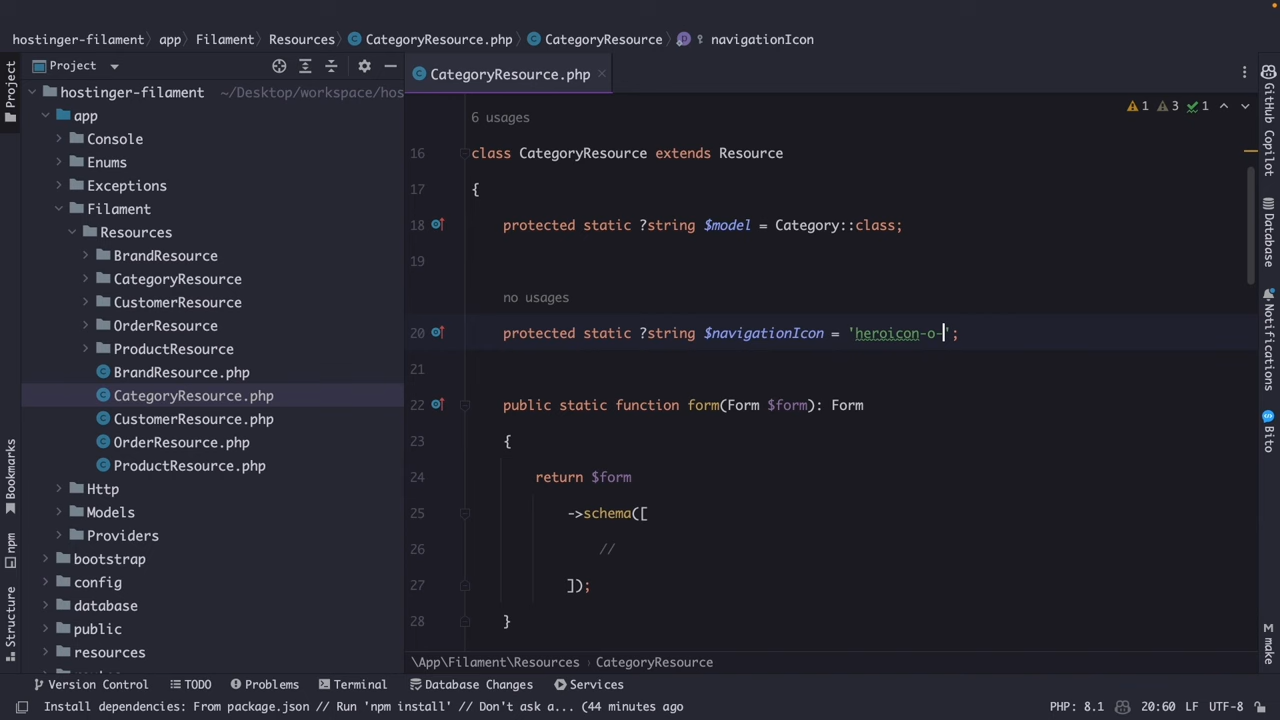 hostinger-filament › app › Filament › Resources › CategoryResource.php › CategoryResource › navigationIcon
Project
CategoryResource.php
1 3 1
Project
Bookmarks
npm
Structure
hostinger-filament ~/Desktop/workspace/hos
app
Console
Enums
Exceptions
Filament
Resources
BrandResource
CategoryResource
CustomerResource
OrderResource
ProductResource
BrandResource.php
CategoryResource.php
CustomerResource.php
OrderResource.php
ProductResource.php
Http
Models
Providers
bootstrap
config
database
public
resources
6 usages
16 class CategoryResource extends Resource
17 {
18 protected static ?string $model = Category::class;
19
no usages
20 protected static ?string $navigationIcon = 'heroicon-o-';
21
22 public static function form(Form $form): Form
23 {
24 return $form
25 ->schema([
26 //
27 ]);
28 }
\App\Filament\Resources › CategoryResource
GitHub Copilot
Database
Notifications
Bito
make
Version Control TODO Problems Terminal Database Changes Services
Install dependencies: From package.json // Run 'npm install' // Don't ask a... (44 minutes ago PHP: 8.1 20:60 LF UTF-8